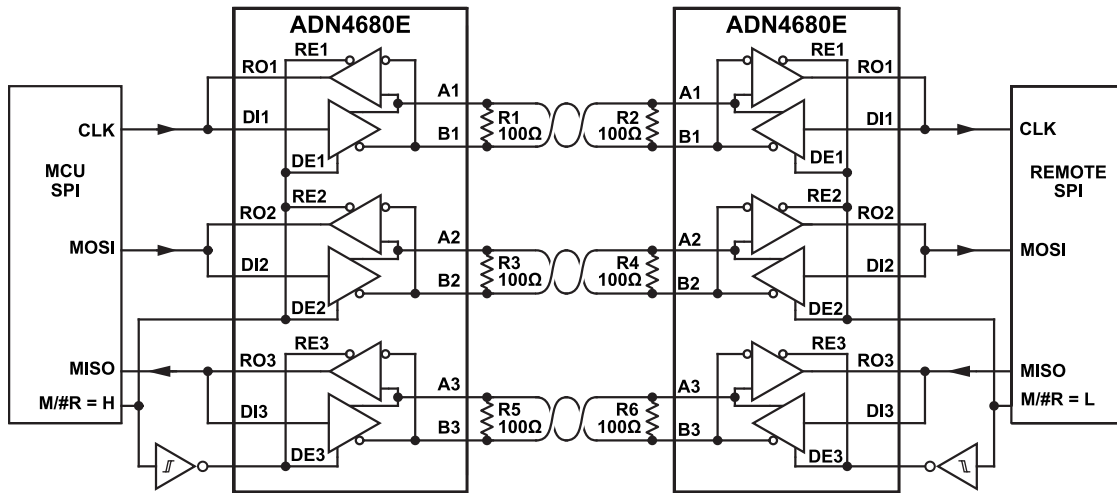 ADN4680E
ADN4680E
RE1
RE1
RO1
RO1
A1
A1
CLK
DI1
R1
100Ω
R2
100Ω
DI1
CLK
B1
B1
MCU
SPI
REMOTE
SPI
DE1
DE1
RE2
RE2
RO2
RO2
MOSI
A2
A2
MOSI
DI2
R3
100Ω
R4
100Ω
DI2
B2
B2
DE2
DE2
RE3
RE3
MISO
RO3
RO3
MISO
A3
A3
M/#R = H
DI3
R5
100Ω
R6
100Ω
DI3
M/#R = L
B3
B3
DE3
DE3